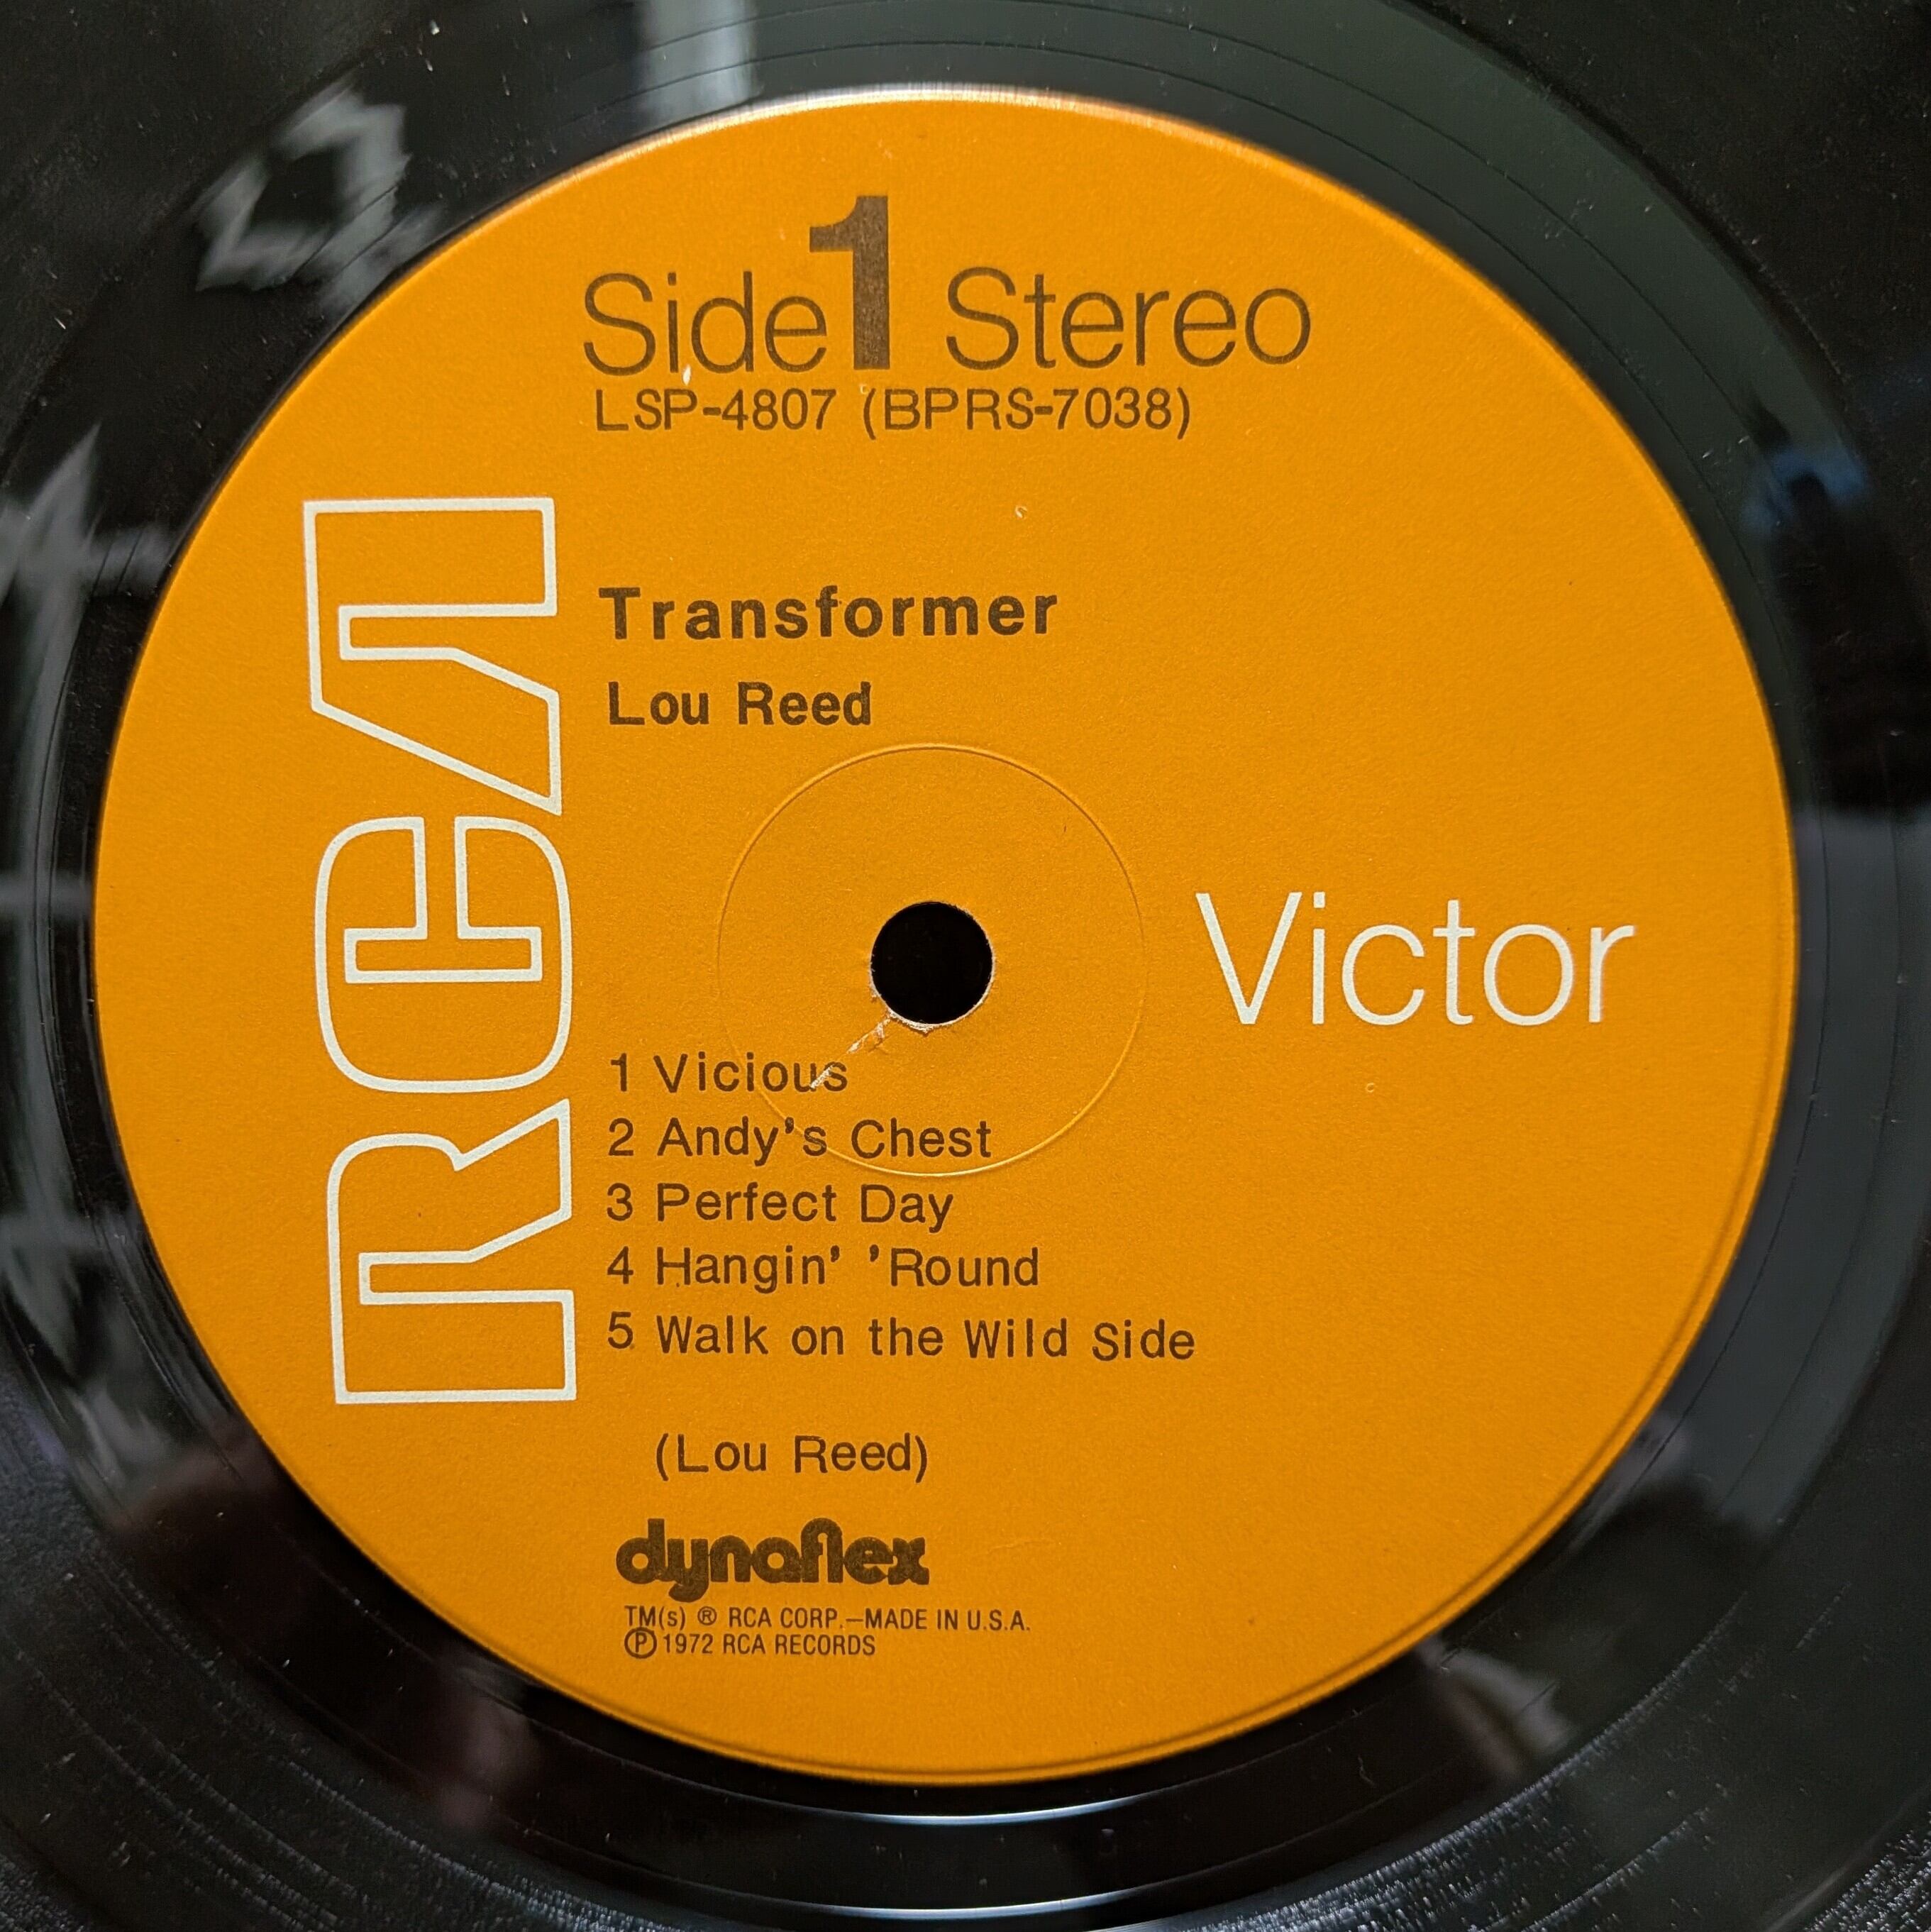 Side 1 Stereo
LSP-4807 (BPRS-7038)
RCA
Transformer
Lou Reed
Victor
1 Vicious
2 Andy's Chest
3 Perfect Day
4 Hangin' 'Round
5 Walk on the Wild Side
(Lou Reed)
dynaflex
TM(s) ® RCA CORP.—MADE IN U.S.A.
Ⓟ 1972 RCA RECORDS